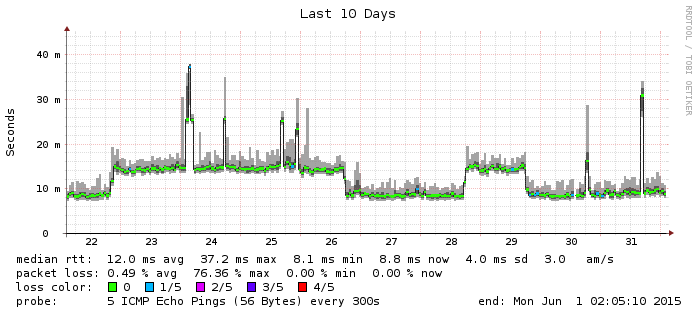 Last 10 Days
RRDTOOL / TOBI OETIKER
Seconds
40 m
30 m
20 m
10 m
0
22 23 24 25 26 27 28 29 30 31
median rtt: 12.0 ms avg 37.2 ms max 8.1 ms min 8.8 ms now 4.0 ms sd 3.0 am/s
packet loss: 0.49 % avg 76.36 % max 0.00 % min 0.00 % now
loss color: 0 1/5 2/5 3/5 4/5
probe: 5 ICMP Echo Pings (56 Bytes) every 300s end: Mon Jun 1 02:05:10 2015